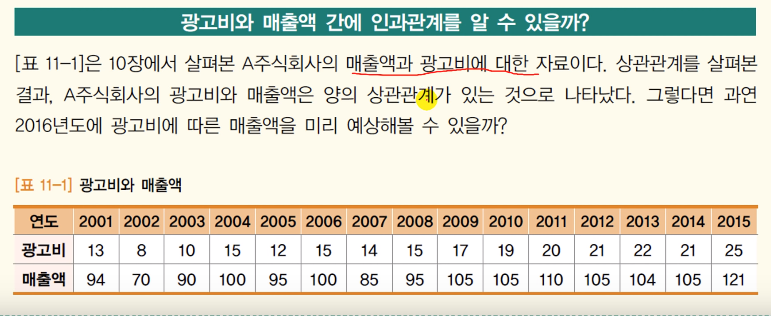 광고비와 매출액 간에 인과관계를 알 수 있을까?
[표 11-1]은 10장에서 살펴본 A주식회사의 매출액과 광고비에 대한 자료이다. 상관관계를 살펴본
결과, A주식회사의 광고비와 매출액은 양의 상관관계가 있는 것으로 나타났다. 그렇다면 과연
2016년도에 광고비에 따른 매출액을 미리 예상해볼 수 있을까?
[표 11-1] 광고비와 매출액
연도 2001 2002 2003 2004 2005 2006 2007 2008 2009 2010 2011 2012 2013 2014 2015
광고비 13 8 10 15 12 15 14 15 17 19 20 21 22 21 25
매출액 94 70 90 100 95 100 85 95 105 105 110 105 104 105 121